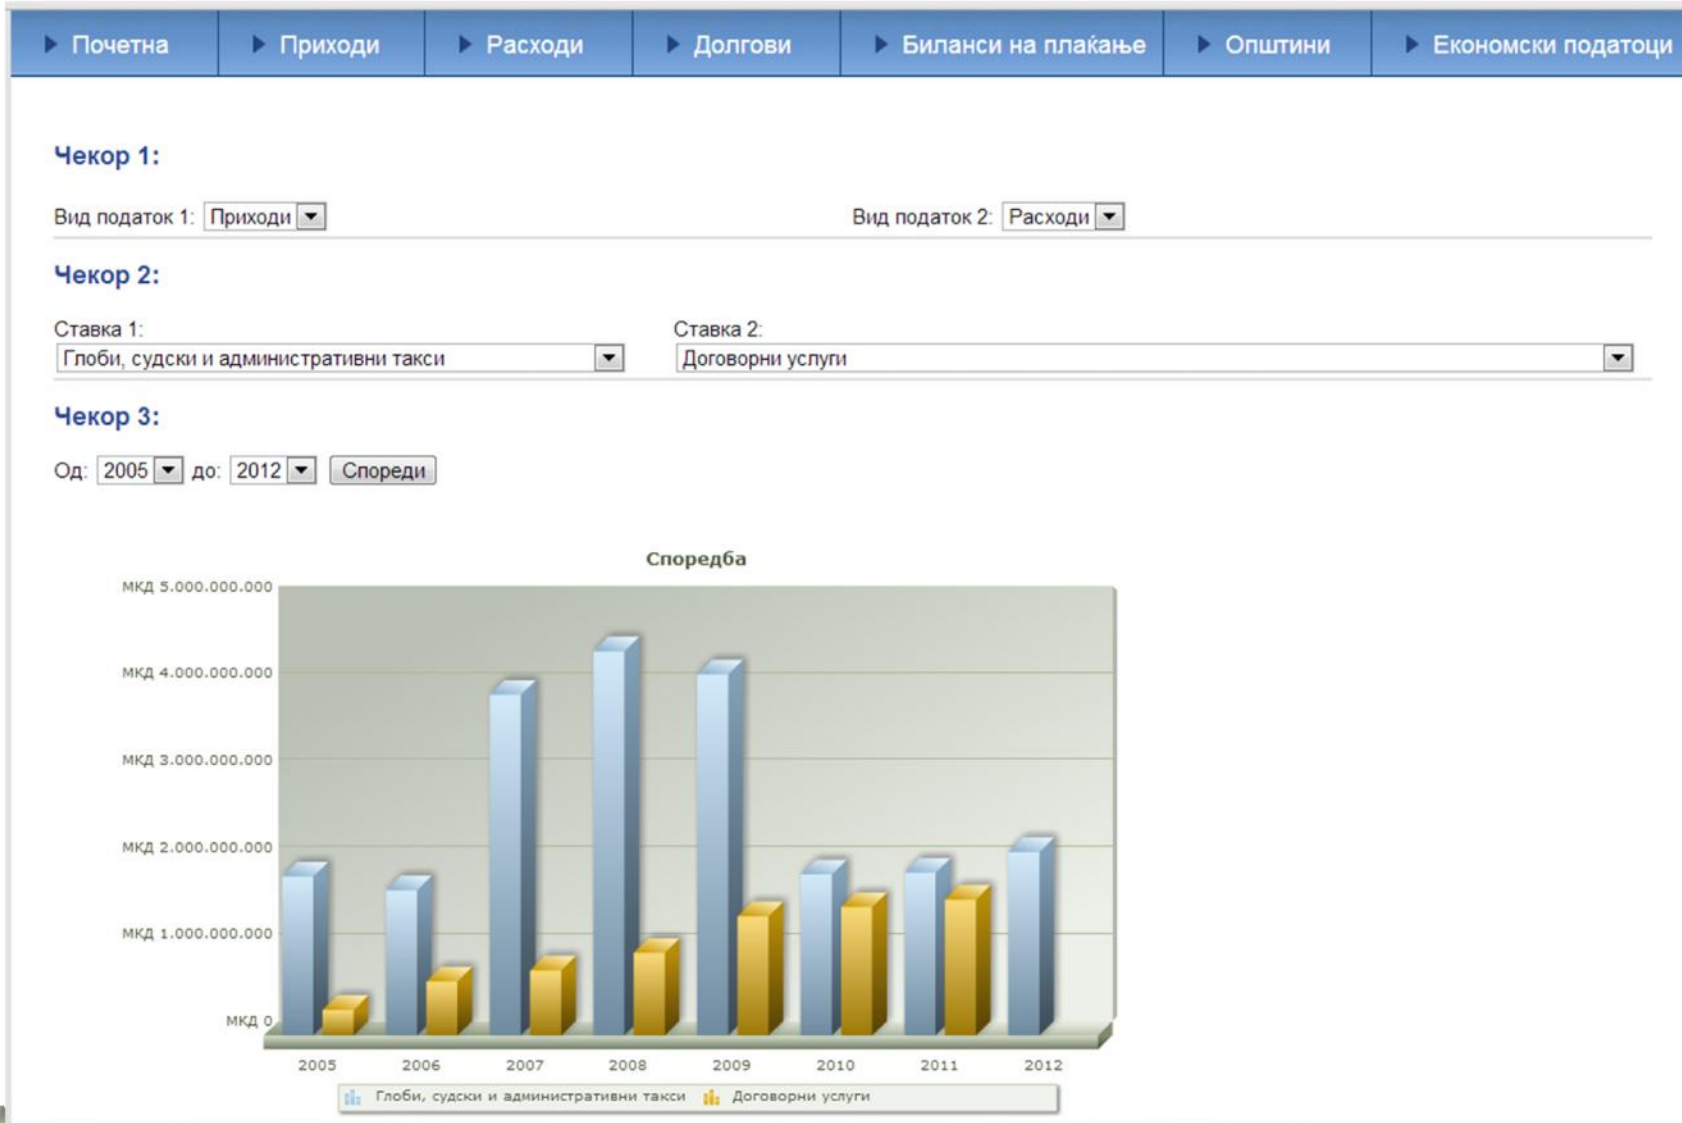 Почетна Приходи Расходи Долгови Биланси на плаќање Општини Економски податоци
Чекор 1:
Вид податок 1: Приходи Вид податок 2: Расходи
Чекор 2:
Ставка 1: Ставка 2:
Глоби, судски и административни такси Договорни услуги
Чекор 3:
Од: 2005 до: 2012 Спореди
Споредба
МКД 5.000.000.000
МКД 4.000.000.000
МКД 3.000.000.000
МКД 2.000.000.000
МКД 1.000.000.000
МКД 0
2005 2006 2007 2008 2009 2010 2011 2012
Глоби, судски и административни такси Договорни услуги